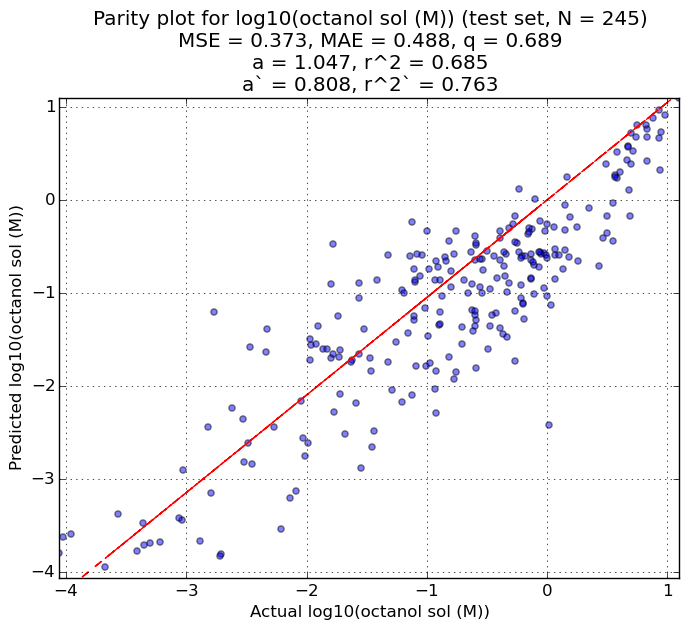 Parity plot for log10(octanol sol (M)) (test set, N = 245)
MSE = 0.373, MAE = 0.488, q = 0.689
a = 1.047, r^2 = 0.685
a` = 0.808, r^2` = 0.763
1
0
−1
−2
−3
−4
Predicted log10(octanol sol (M))
−4
−3
−2
−1
0
1
Actual log10(octanol sol (M))